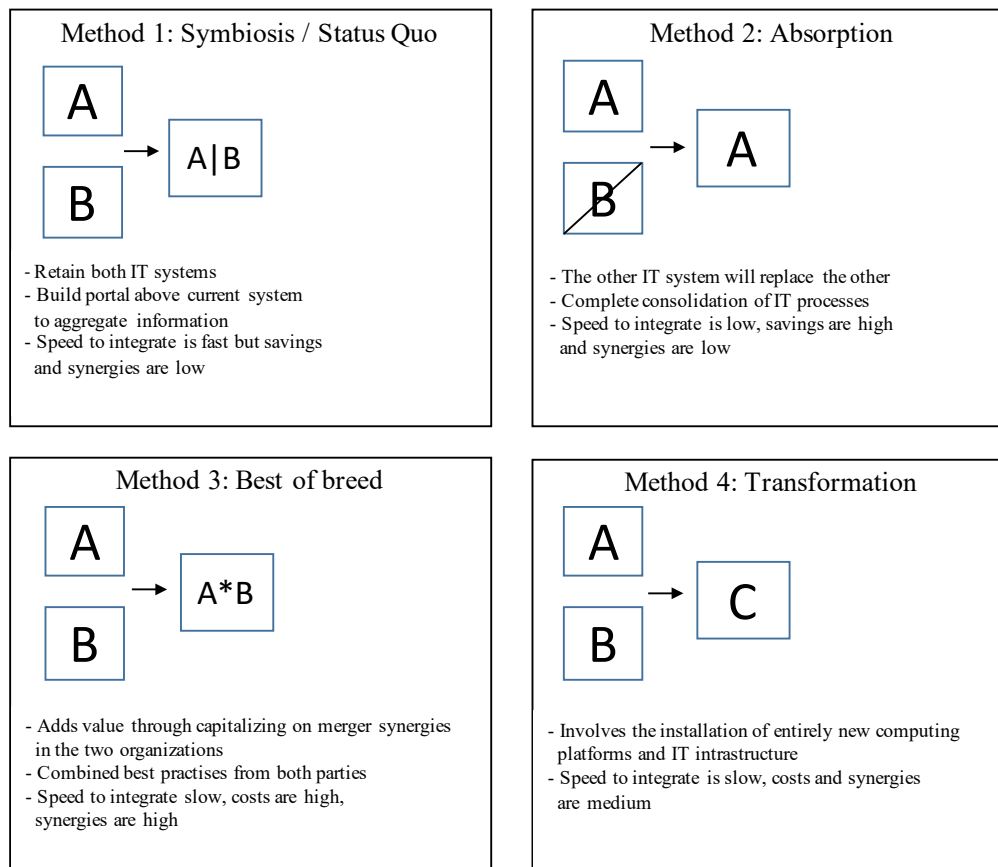 Method 1: Symbiosis / Status Quo
A
B
A|B
- Retain both IT systems
- Build portal above current system
to aggregate information
- Speed to integrate is fast but savings
and synergies are low
Method 2: Absorption
A
B
A
- The other IT system will replace the other
- Complete consolidation of IT processes
- Speed to integrate is low, savings are high
and synergies are low
Method 3: Best of breed
A
B
A*B
- Adds value through capitalizing on merger synergies
in the two organizations
- Combined best practises from both parties
- Speed to integrate slow, costs are high,
synergies are high
Method 4: Transformation
A
B
C
- Involves the installation of entirely new computing
platforms and IT intrastructure
- Speed to integrate is slow, costs and synergies
are medium